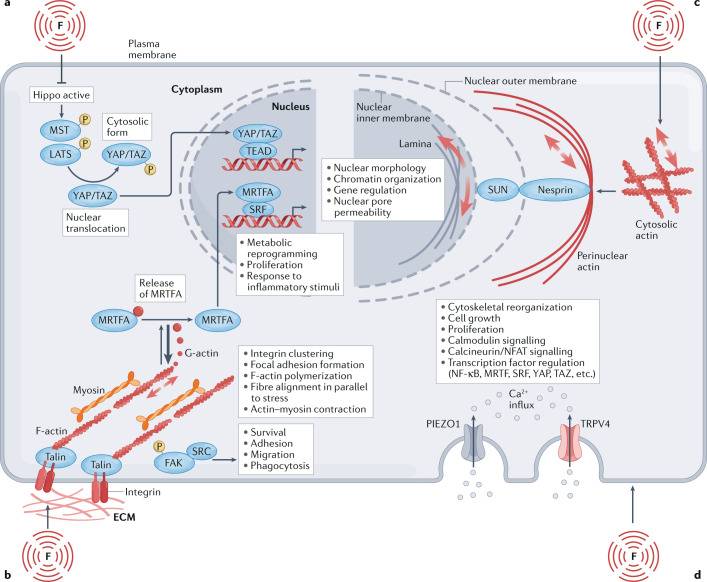 a
F
Plasma
membrane
Hippo active
MST
P
LATS
P
Cytosolic
form
YAP/TAZ
P
YAP/TAZ
Nuclear
translocation
Cytoplasm
Nucleus
YAP/TAZ
TEAD
MRTFA
SRF
• Metabolic
reprogramming
• Proliferation
• Response to
inflammatory stimuli
c
F
Nuclear outer membrane
Nuclear
inner membrane
Lamina
• Nuclear morphology
• Chromatin organization
• Gene regulation
• Nuclear pore
permeability
SUN
Nesprin
Cytosolic
actin
Perinuclear
actin
Release
of MRTFA
MRTFA
MRTFA
G-actin
Myosin
F-actin
Talin
Talin
• Integrin clustering
• Focal adhesion formation
• F-actin polymerization
• Fibre alignment in parallel
to stress
• Actin–myosin contraction
P
FAK
SRC
• Survival
• Adhesion
• Migration
• Phagocytosis
Integrin
ECM
F
b
• Cytoskeletal reorganization
• Cell growth
• Proliferation
• Calmodulin signalling
• Calcineurin/NFAT signalling
• Transcription factor regulation
(NF-κB, MRTF, SRF, YAP, TAZ, etc.)
Ca2+
influx
PIEZO1
TRPV4
F
d